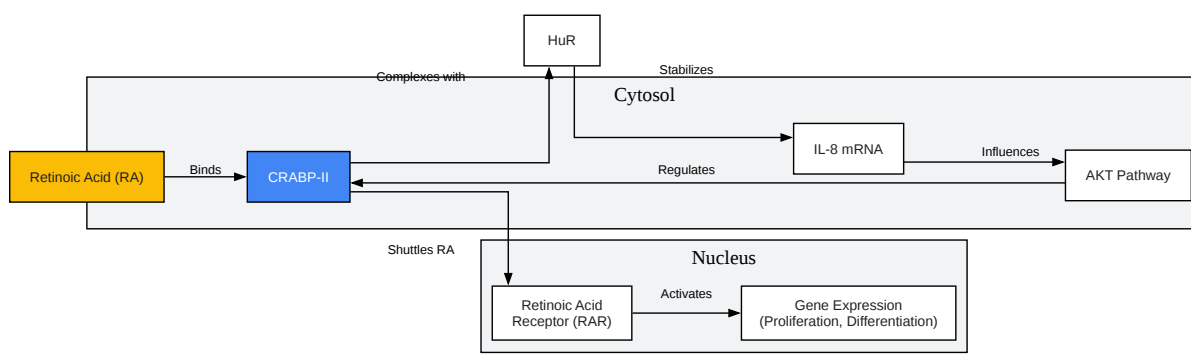 HuR
Complexes with
Stabilizes
Cytosol
IL-8 mRNA
Influences
Retinoic Acid (RA)
Binds
CRABP-II
Regulates
AKT Pathway
Shuttles RA
Nucleus
Retinoic Acid
Receptor (RAR)
Activates
Gene Expression
(Proliferation, Differentiation)